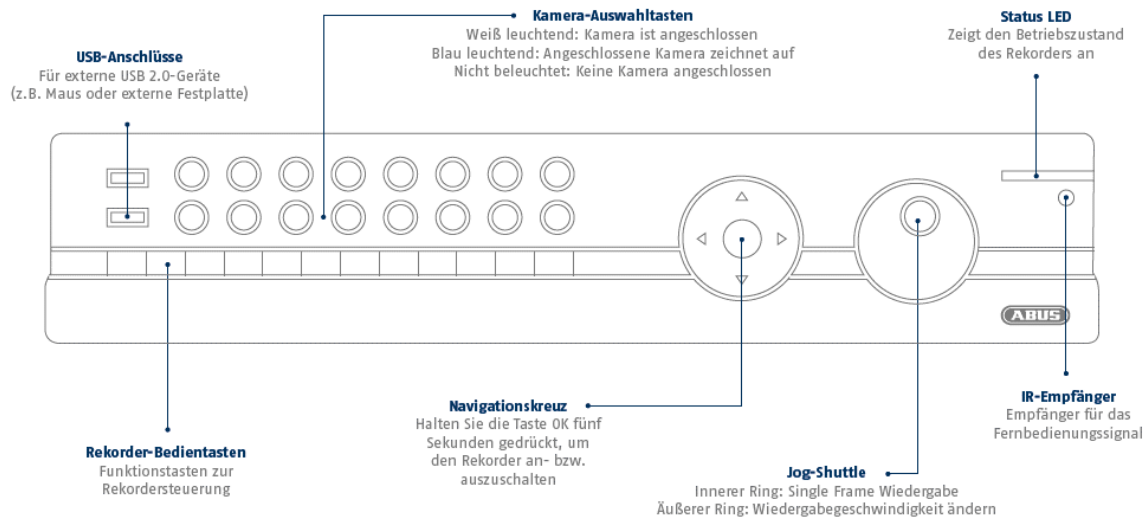 Kamera-Auswahltasten
Weiß leuchtend: Kamera ist angeschlossen
Blau leuchtend: Angeschlossene Kamera zeichnet auf
Nicht beleuchtet: Keine Kamera angeschlossen
Status LED
Zeigt den Betriebszustand
des Rekorders an
USB-Anschlüsse
Für externe USB 2.0-Geräte
(z.B. Maus oder externe Festplatte)
ABUS
Navigationskreuz
Halten Sie die Taste OK fünf
Sekunden gedrückt, um
den Rekorder an- bzw.
auszuschalten
IR-Empfänger
Empfänger für das
Fernbedienungssignal
Rekorder-Bedientasten
Funktionstasten zur
Rekordersteuerung
Jog-Shuttle
Innerer Ring: Single Frame Wiedergabe
Äußerer Ring: Wiedergabegeschwindigkeit ändern